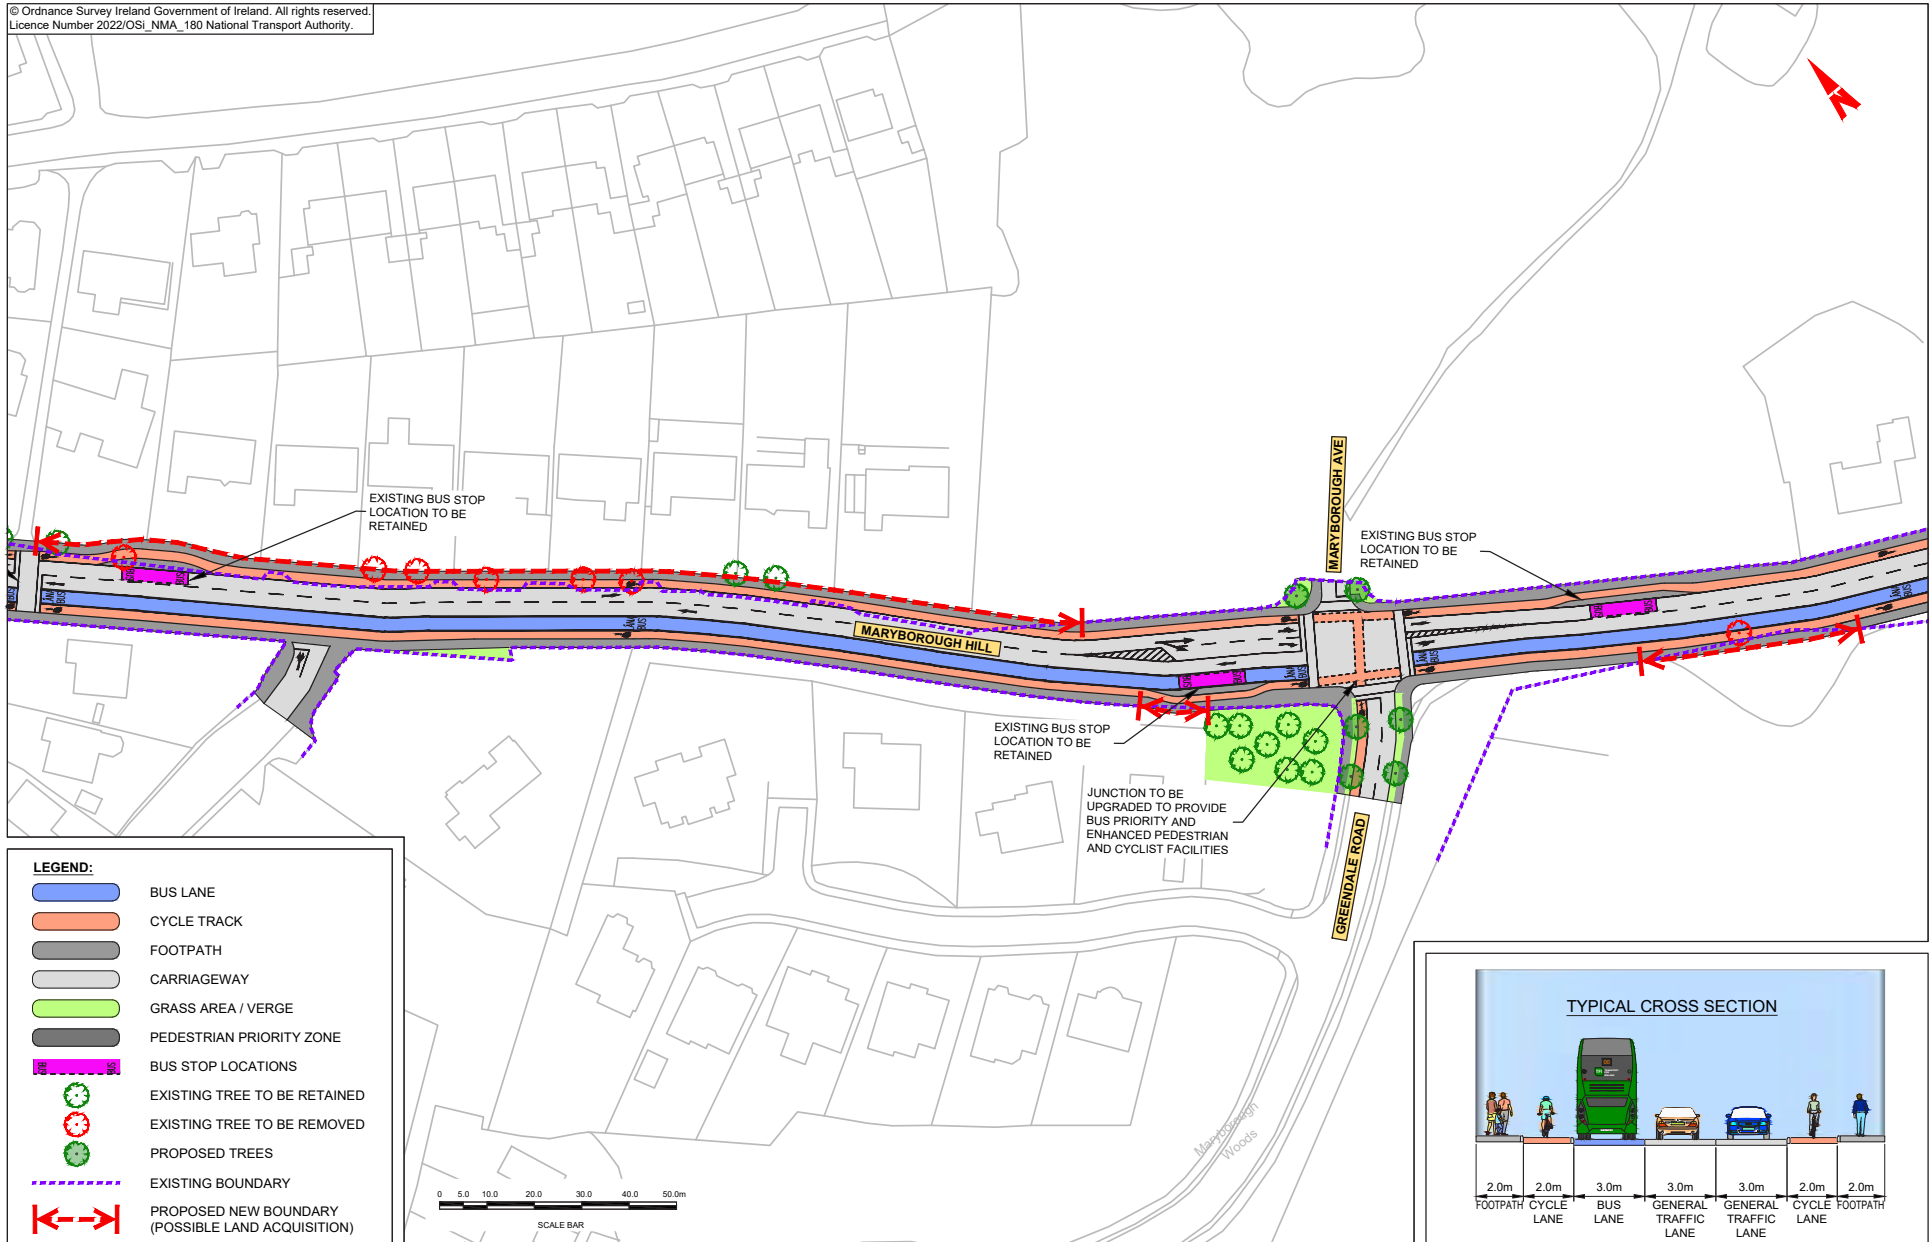 © Ordnance Survey Ireland Government of Ireland. All rights reserved.
Licence Number 2022/OSi_NMA_180 National Transport Authority.
EXISTING BUS STOP
LOCATION TO BE
RETAINED
MARYBOROUGH AVE
EXISTING BUS STOP
LOCATION TO BE
RETAINED
MARYBOROUGH HILL
EXISTING BUS STOP
LOCATION TO BE
RETAINED
JUNCTION TO BE
UPGRADED TO PROVIDE
BUS PRIORITY AND
ENHANCED PEDESTRIAN
AND CYCLIST FACILITIES
GREENDALE ROAD
Maryborough
Woods
LEGEND:
BUS LANE
CYCLE TRACK
FOOTPATH
CARRIAGEWAY
GRASS AREA / VERGE
PEDESTRIAN PRIORITY ZONE
BUS BUS
BUS STOP LOCATIONS
EXISTING TREE TO BE RETAINED
EXISTING TREE TO BE REMOVED
PROPOSED TREES
EXISTING BOUNDARY
PROPOSED NEW BOUNDARY
(POSSIBLE LAND ACQUISITION)
0 5.0 10.0 20.0 30.0 40.0 50.0m
SCALE BAR
TYPICAL CROSS SECTION
2.0m 2.0m 3.0m 3.0m 3.0m 2.0m 2.0m
FOOTPATH CYCLE LANE BUS LANE GENERAL TRAFFIC LANE GENERAL TRAFFIC LANE CYCLE LANE FOOTPATH